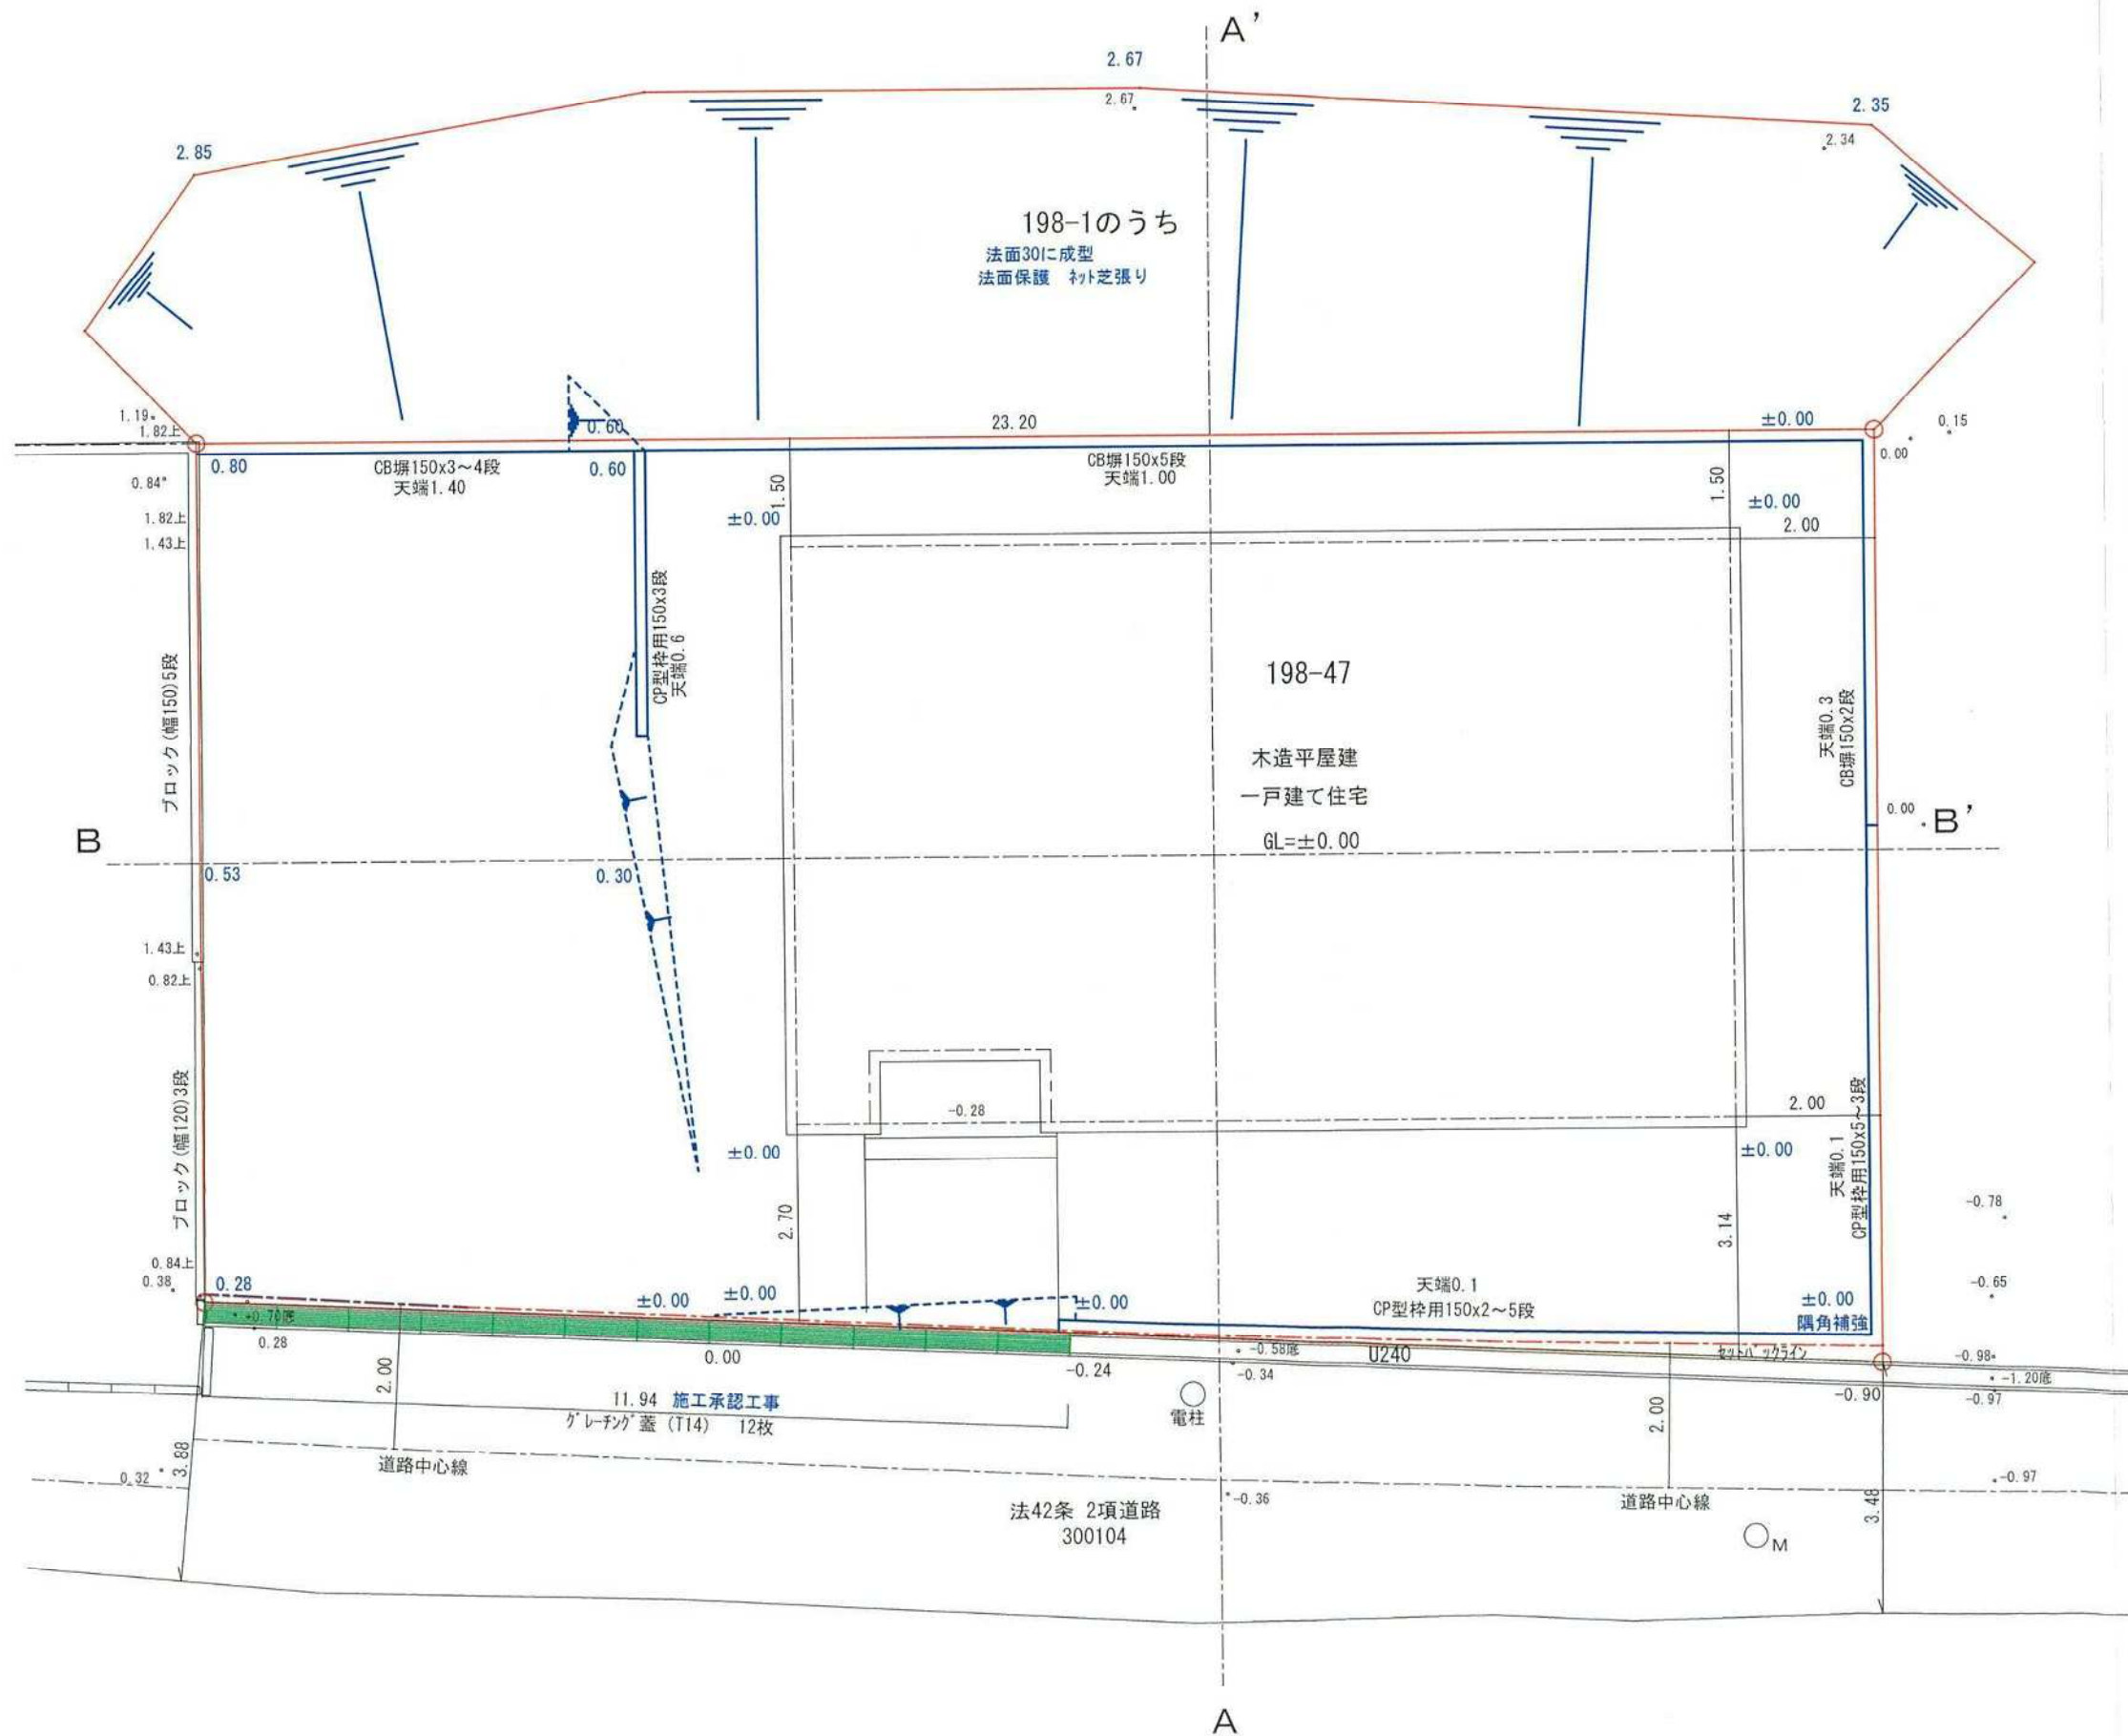 A'
2.67
2.67
2.35
2.34
2.85
198-1のうち
法面30に成型
法面保護 ネット芝張り
1.19
1.82上
0.60
23.20
±0.00
0.15
0.80
CB塀150x3～4段
天端1.40
0.60
CB塀150x5段
天端1.00
0.00
0.84
1.50
1.50
±0.00
1.82上
±0.00
2.00
1.43上
CP型枠用150x3段
天端0.6
ブロック(幅150)5段
198-47
天端0.3
CB塀150x2段
木造平屋建
一戸建て住宅
0.00
B
GL=±0.00
B'
0.53
0.30
1.43上
0.82上
ブロック(幅120)3段
-0.28
2.00
±0.00
±0.00
天端0.1
CP型枠用150x5～3段
-0.78
2.70
3.14
0.84上
0.38
0.28
±0.00
±0.00
±0.00
天端0.1
CP型枠用150x2～5段
-0.65
±0.00
隅角補強
0.28
0.00
-0.24
-0.58底
U240
セットバックライン
-0.98
-0.34
-1.20底
-0.90
-0.97
2.00
11.94 施工承認工事
グレーチング蓋 (T14) 12枚
電柱
2.00
0.32
3.88
道路中心線
-0.97
-0.36
法42条 2項道路
300104
道路中心線
3.48
M
A